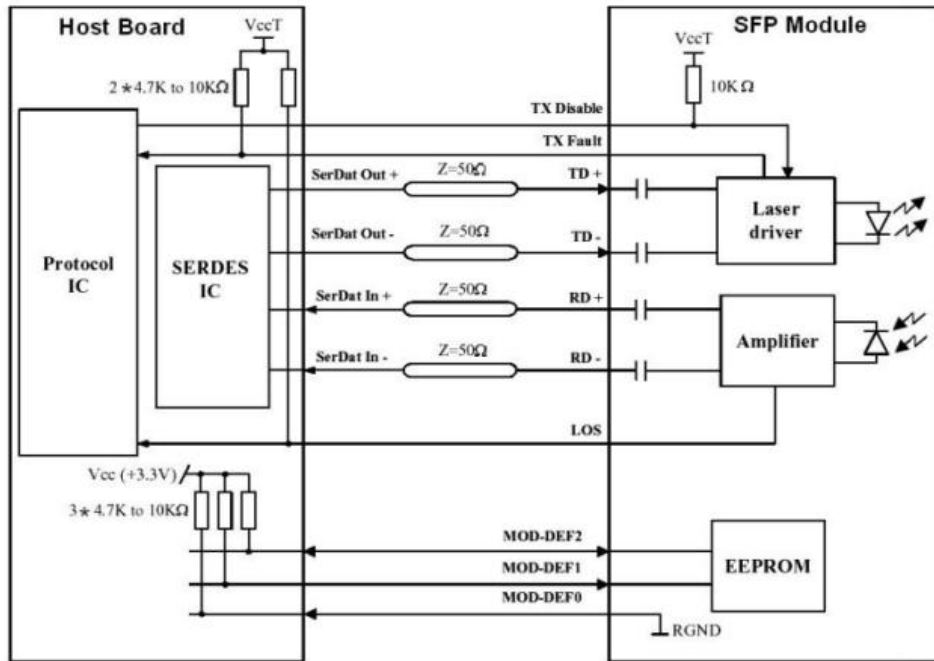 Host Board
VccT
2*4.7K to 10KΩ
SFP Module
VccT
10KΩ
TX Disable
TX Fault
SerDat Out +
Z=50Ω
TD +
SerDat Out -
Z=50Ω
TD -
Laser
driver
Protocol
IC
SERDES
IC
SerDat In +
Z=50Ω
RD +
SerDat In -
Z=50Ω
RD -
Amplifier
LOS
Vcc (+3.3V)
3*4.7K to 10KΩ
MOD-DEF2
MOD-DEF1
MOD-DEF0
EEPROM
RGND